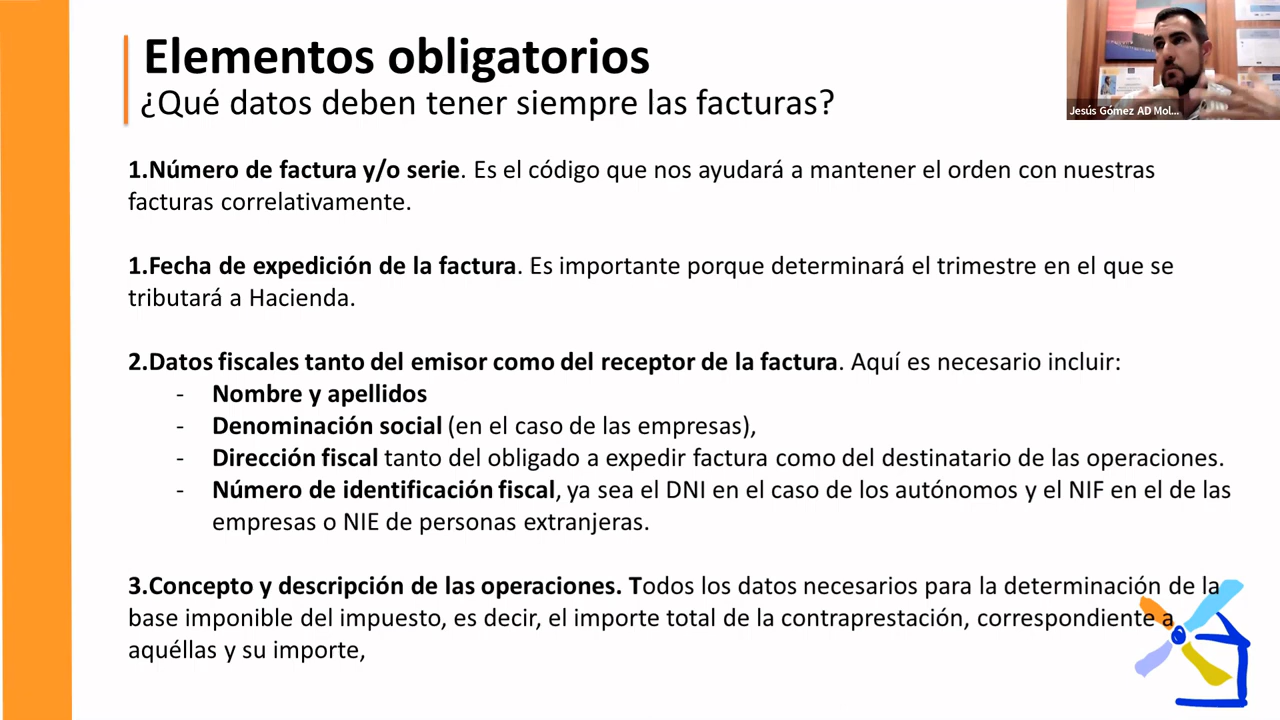 Elementos obligatorios
¿Qué datos deben tener siempre las facturas?
Jesús Gómez AD Mol...
1.Número de factura y/o serie. Es el código que nos ayudará a mantener el orden con nuestras
facturas correlativamente.
1.Fecha de expedición de la factura. Es importante porque determinará el trimestre en el que se
tributará a Hacienda.
2.Datos fiscales tanto del emisor como del receptor de la factura. Aquí es necesario incluir:
- Nombre y apellidos
- Denominación social (en el caso de las empresas),
- Dirección fiscal tanto del obligado a expedir factura como del destinatario de las operaciones.
- Número de identificación fiscal, ya sea el DNI en el caso de los autónomos y el NIF en el de las
empresas o NIE de personas extranjeras.
3.Concepto y descripción de las operaciones. Todos los datos necesarios para la determinación de la
base imponible del impuesto, es decir, el importe total de la contraprestación, correspondiente a
aquéllas y su importe,